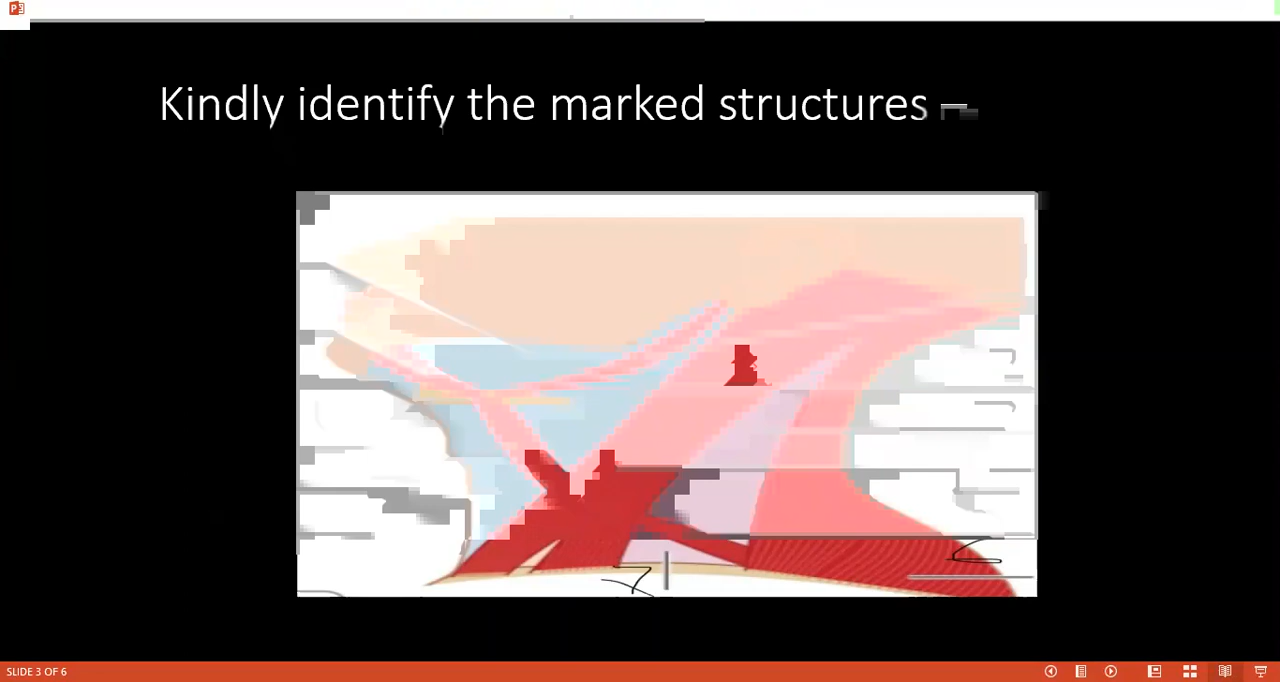 Kindly identify the marked structures –
SLIDE 3 OF 6